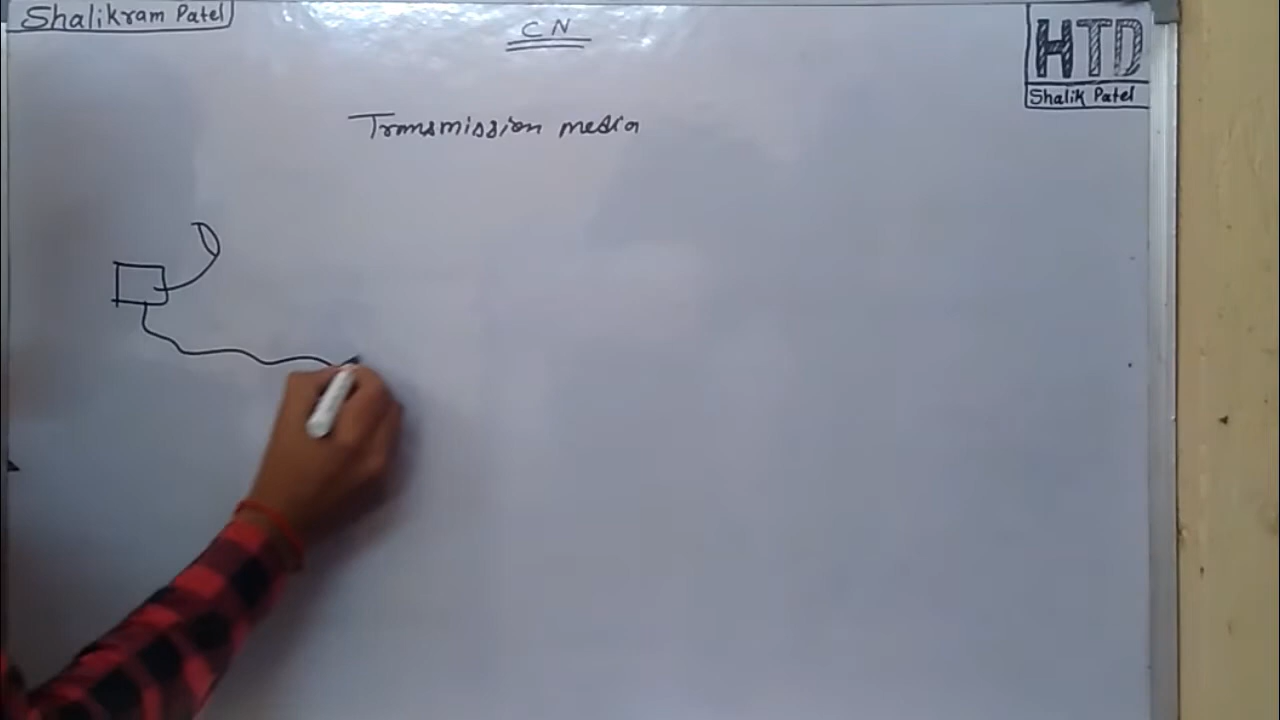 Shalikram Patel
CN
HTD
Shalik Patel
Transmission media